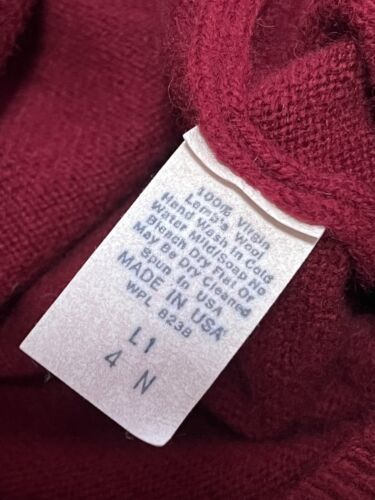 100% Virgin
Lamb's Wool
Hand Wash in Cold
Water Mild/Soap No
Bleach Dry Flat Or
May Be Dry Cleaned
Spun in USA
MADE IN USA
WPL 8238
L1
4 N